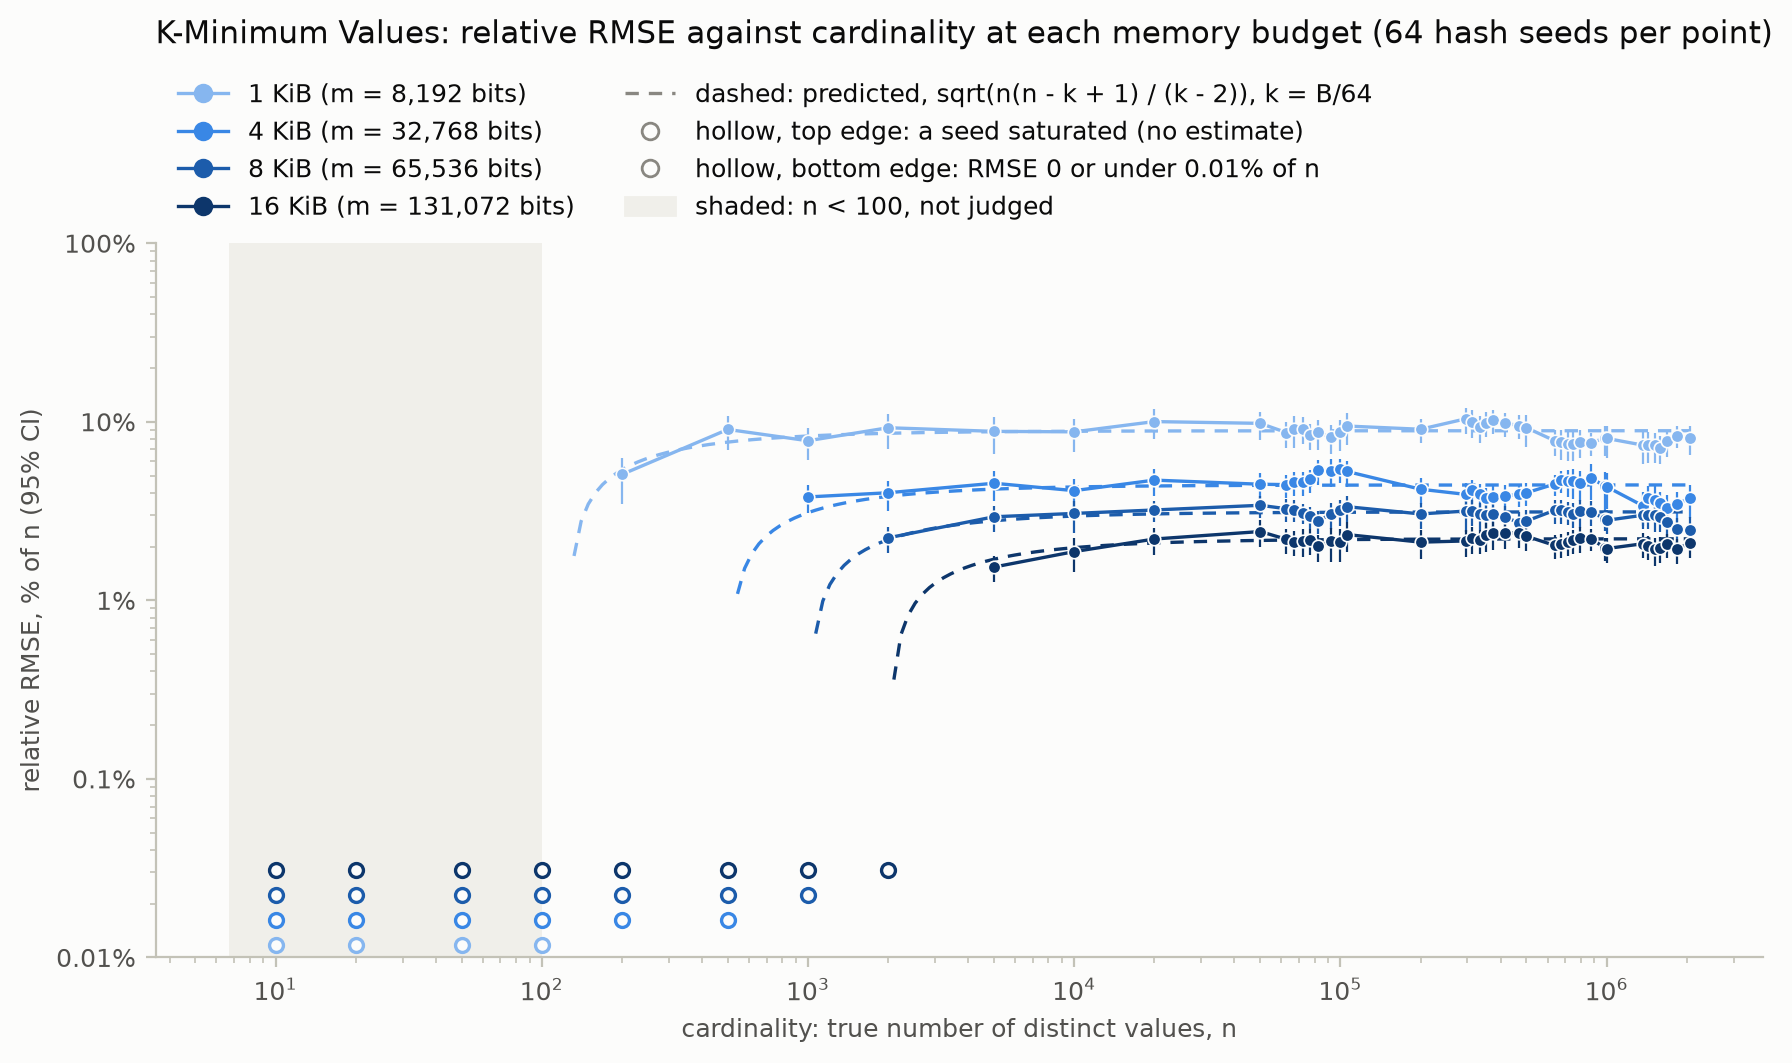 K-Minimum Values: relative RMSE against cardinality at each memory budget (64 hash seeds per point)
1 KiB (m = 8,192 bits)
4 KiB (m = 32,768 bits)
8 KiB (m = 65,536 bits)
16 KiB (m = 131,072 bits)
dashed: predicted, sqrt(n(n - k + 1) / (k - 2)), k = B/64
hollow, top edge: a seed saturated (no estimate)
hollow, bottom edge: RMSE 0 or under 0.01% of n
shaded: n < 100, not judged
relative RMSE, % of n (95% CI)
100%
10%
1%
0.1%
0.01%
10¹
10²
10³
10⁴
10⁵
10⁶
cardinality: true number of distinct values, n